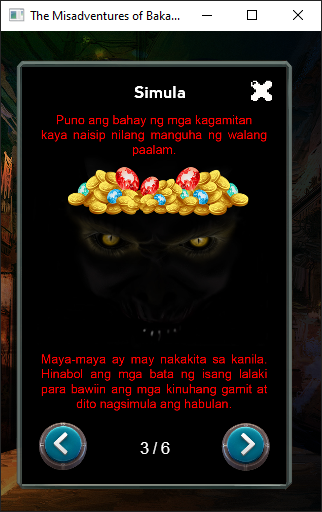 The Misadventures of Baka...
Simula
Puno ang bahay ng mga kagamitan
kaya naisip nilang manguha ng walang
paalam.
Maya-maya ay may nakakita sa kanila.
Hinabol ang mga bata ng isang lalaki
para bawiin ang mga kinuhang gamit at
dito nagsimula ang habulan.
3 / 6